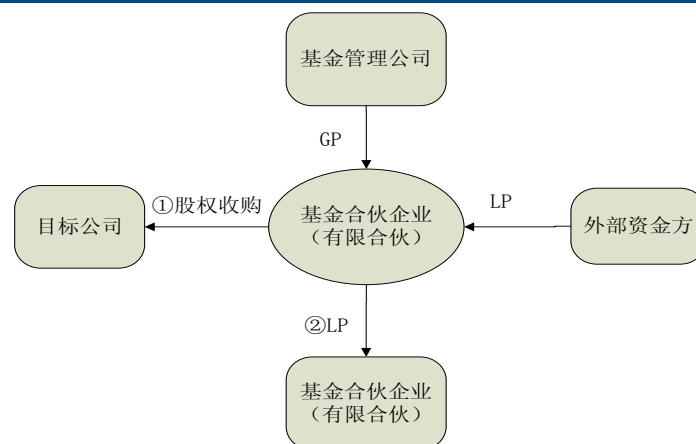 基金管理公司
GP
①股权收购
LP
目标公司
基金合伙企业
（有限合伙）
外部资金方
②LP
基金合伙企业
（有限合伙）